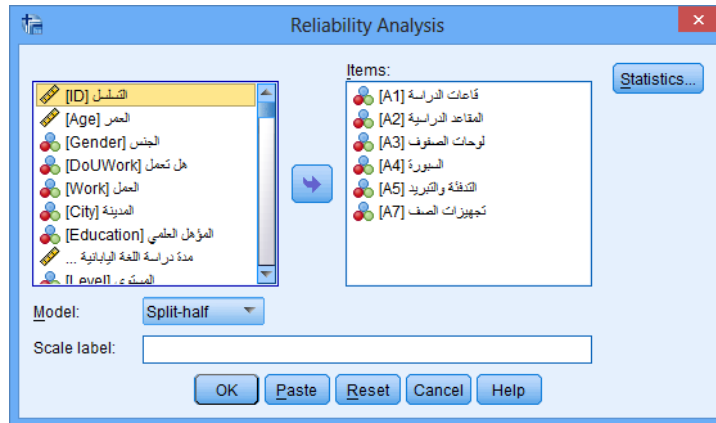 Reliability Analysis
Items:
Statistics...
التسلسل [ID]
العمر [Age]
الجنس [Gender]
هل تعمل [DoUWork]
العمل [Work]
المدينة [City]
المؤهل العلمي [Education]
مدة دراسة اللغة اليابانية ...
المستوى [Level]
قاعات الدراسة [A1]
المقاعد الدراسية [A2]
لوحات الصفوف [A3]
السبورة [A4]
التدفئة والتبريد [A5]
تجهيزات الصف [A7]
Model: Split-half
Scale label:
OK Paste Reset Cancel Help